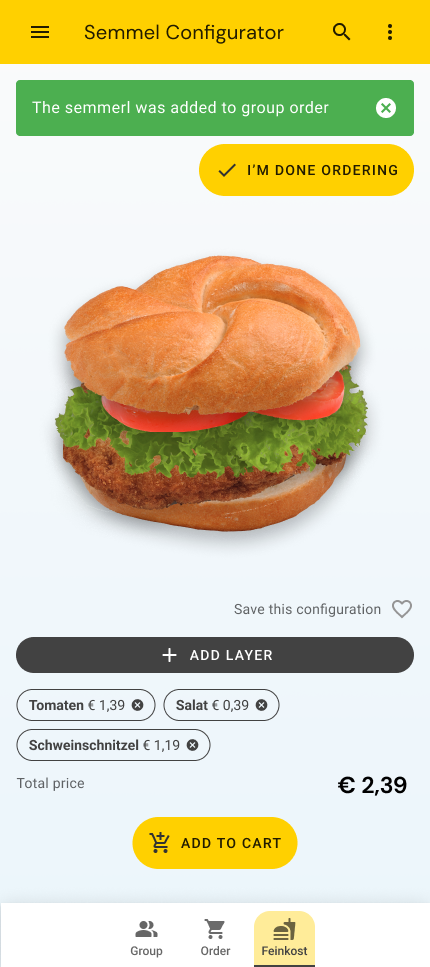 Semmel Configurator
The semmerl was added to group order
I'M DONE ORDERING
Save this configuration
ADD LAYER
Tomaten € 1,39
Salat € 0,39
Schweinschnitzel € 1,19
Total price
€ 2,39
ADD TO CART
Group
Order
Feinkost